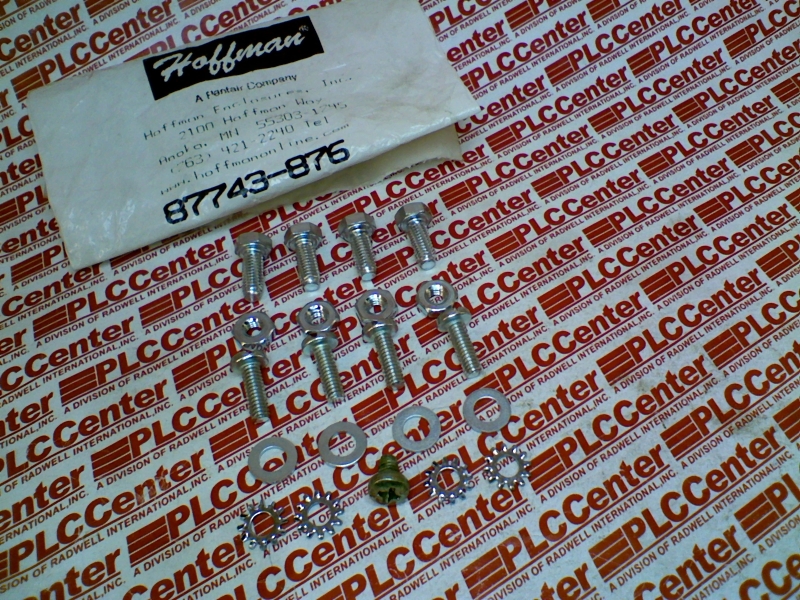 Hoffman®
A Pentair Company
Hoffman Enclosures, Inc.
2100 Hoffman Way
Anoka, MN 55303-1745
(763) 421-2240 Tel
www.hoffmanonline.com
87743-876
PLCCenter
A DIVISION OF RADWELL INTERNATIONAL, INC.